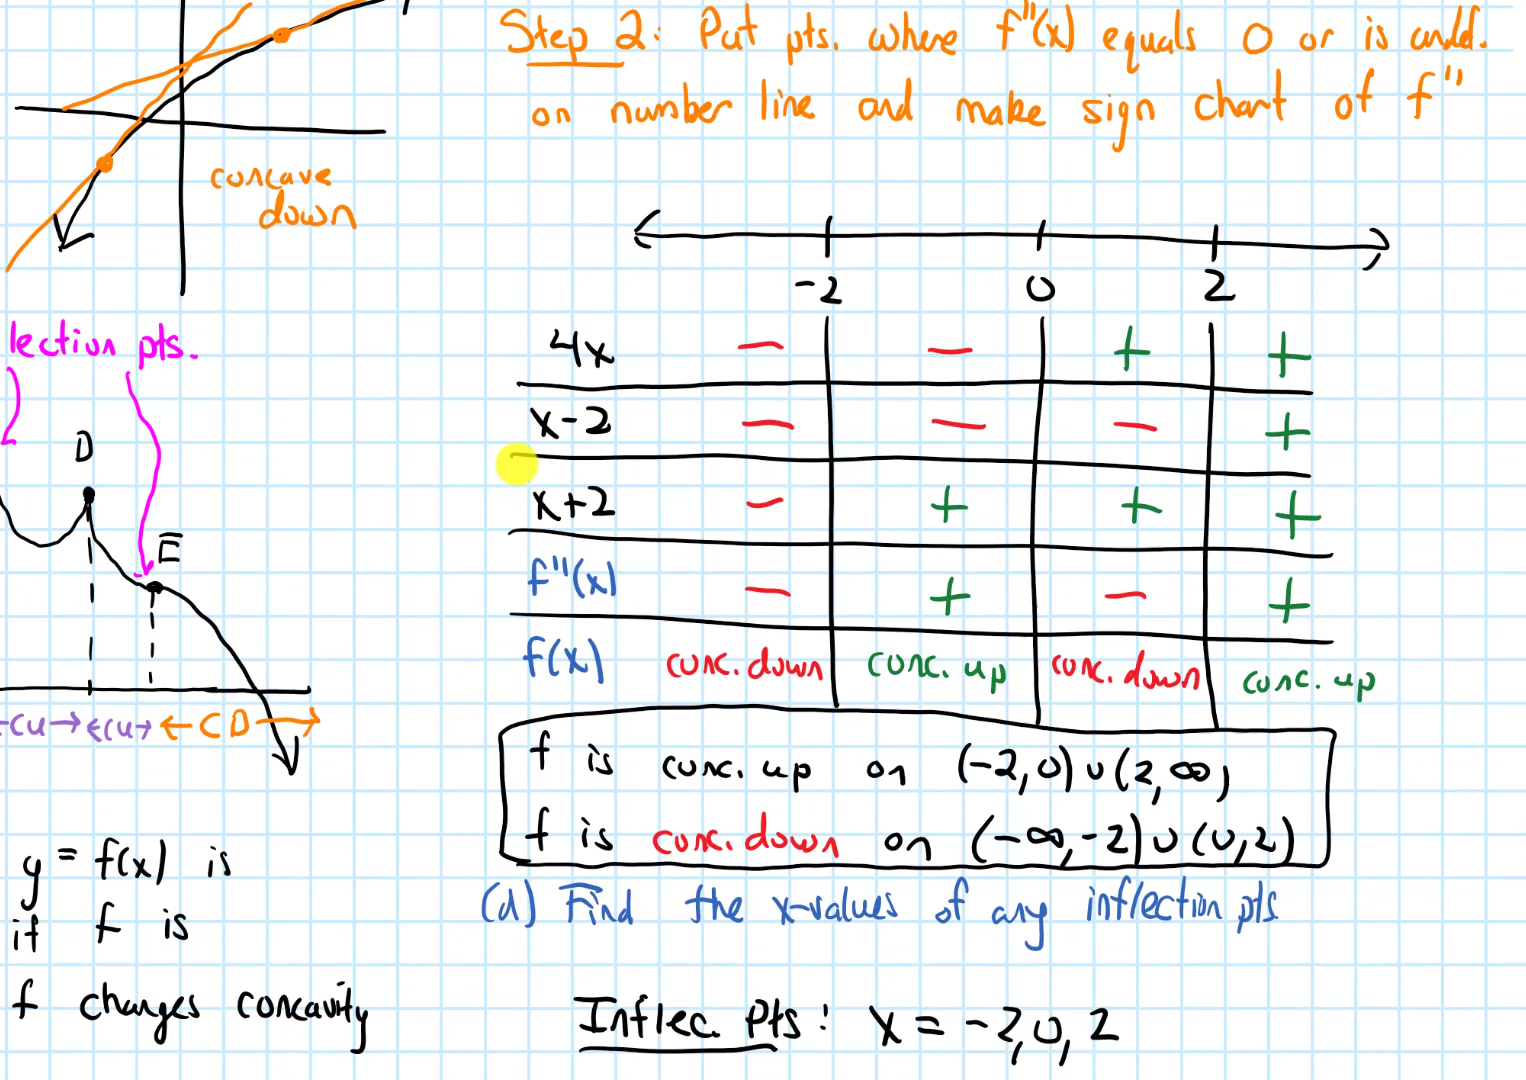 Step 2: Put pts. where f''(x) equals 0 or is und.
on number line and make sign chart of f''
concave
down
-2 0 2
4x − − + +
x-2 − − − +
x+2 − + + +
f''(x) − + − +
f(x) conc. down conc. up conc. down conc. up
f is conc. up on (-2,0)∪(2,∞)
f is conc. down on (-∞,-2)∪(0,2)
(d) Find the x-values of any inflection pts
Inflec. Pts: x = -2,0,2
lection pts.
D
E
CU CU CD
y = f(x) is
if f is
f changes concavity